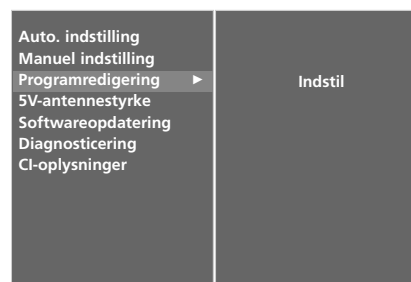 Auto. indstilling
Manuel indstilling
Programredigering ►
Indstil
5V-antennestyrke
Softwareopdatering
Diagnosticering
CI-oplysninger